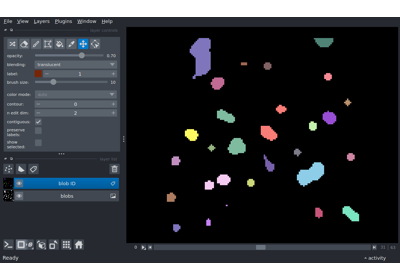 File View Layers Plugins Window Help
opacity: 0.70
blending: translucent
label: 1
brush size: 10
color mode:
contour: 0
n edit dim: 2
contiguous:
preserve labels:
show selected:
blob ID
blobs
Ready
activity